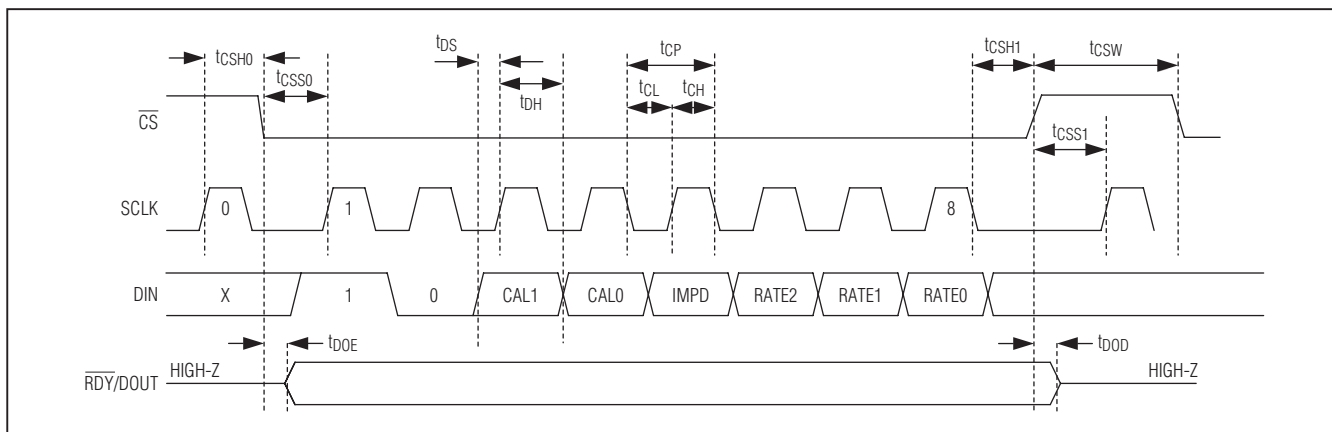 tCSH0
tCSS0
tDS
tDH
tCP
tCL
tCH
tCSH1
tCSW
tCSS1
CS
SCLK
0
1
8
DIN
X
1
0
CAL1
CAL0
IMPD
RATE2
RATE1
RATE0
tDOE
tDOD
RDY/DOUT
HIGH-Z
HIGH-Z